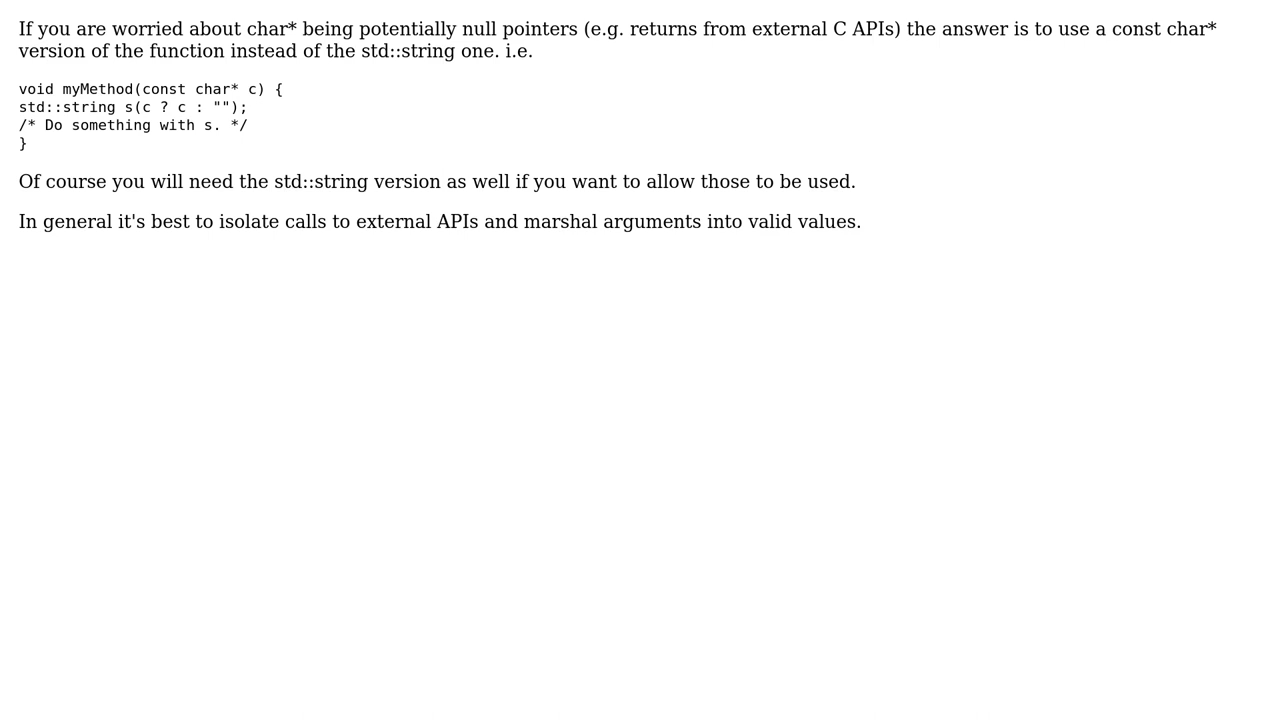 If you are worried about char* being potentially null pointers (e.g. returns from external C APIs) the answer is to use a const char*
version of the function instead of the std::string one. i.e.
void myMethod(const char* c) {
std::string s(c ? c : "");
/* Do something with s. */
}
Of course you will need the std::string version as well if you want to allow those to be used.
In general it's best to isolate calls to external APIs and marshal arguments into valid values.